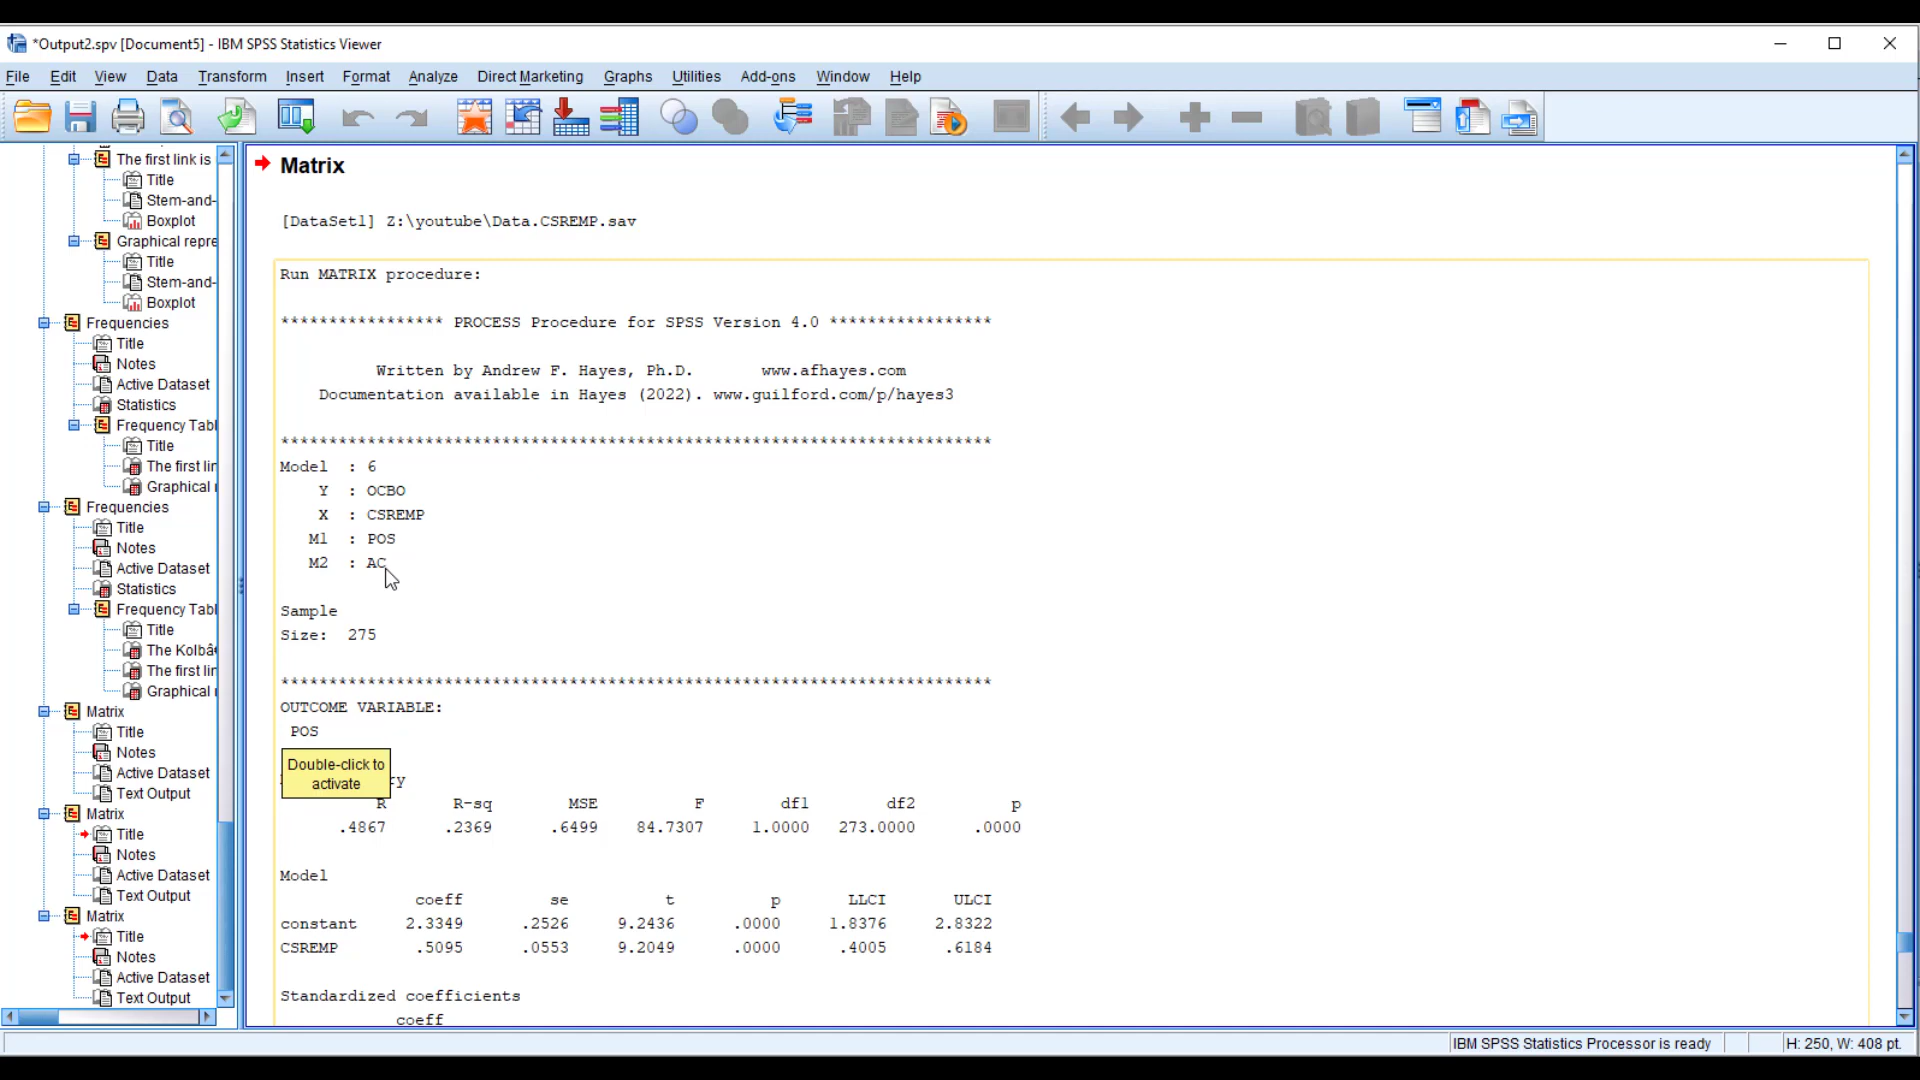 *Output2.spv [Document5] - IBM SPSS Statistics Viewer
File Edit View Data Transform Insert Format Analyze Direct Marketing Graphs Utilities Add-ons Window Help
The first link is
Title
Stem-and-
Boxplot
Graphical repre
Title
Stem-and-
Boxplot
Frequencies
Title
Notes
Active Dataset
Statistics
Frequency Tabl
Title
The first lin
Graphical r
Frequencies
Title
Notes
Active Dataset
Statistics
Frequency Tabl
Title
The Kolbâ€
The first lin
Graphical r
Matrix
Title
Notes
Active Dataset
Text Output
Matrix
Title
Notes
Active Dataset
Text Output
Matrix
Title
Notes
Active Dataset
Text Output
Matrix
[DataSet1] Z:\youtube\Data.CSREMP.sav
Run MATRIX procedure:
***************** PROCESS Procedure for SPSS Version 4.0 *****************
Written by Andrew F. Hayes, Ph.D. www.afhayes.com
Documentation available in Hayes (2022). www.guilford.com/p/hayes3
**************************************************************************
Model : 6
Y : OCBO
X : CSREMP
M1 : POS
M2 : AC
Sample
Size: 275
**************************************************************************
OUTCOME VARIABLE:
POS
Double-click to
activate
ry
R R-sq MSE F df1 df2 p
.4867 .2369 .6499 84.7307 1.0000 273.0000 .0000
Model
coeff se t p LLCI ULCI
constant 2.3349 .2526 9.2436 .0000 1.8376 2.8322
CSREMP .5095 .0553 9.2049 .0000 .4005 .6184
Standardized coefficients
coeff
IBM SPSS Statistics Processor is ready
H: 250, W: 408 pt.